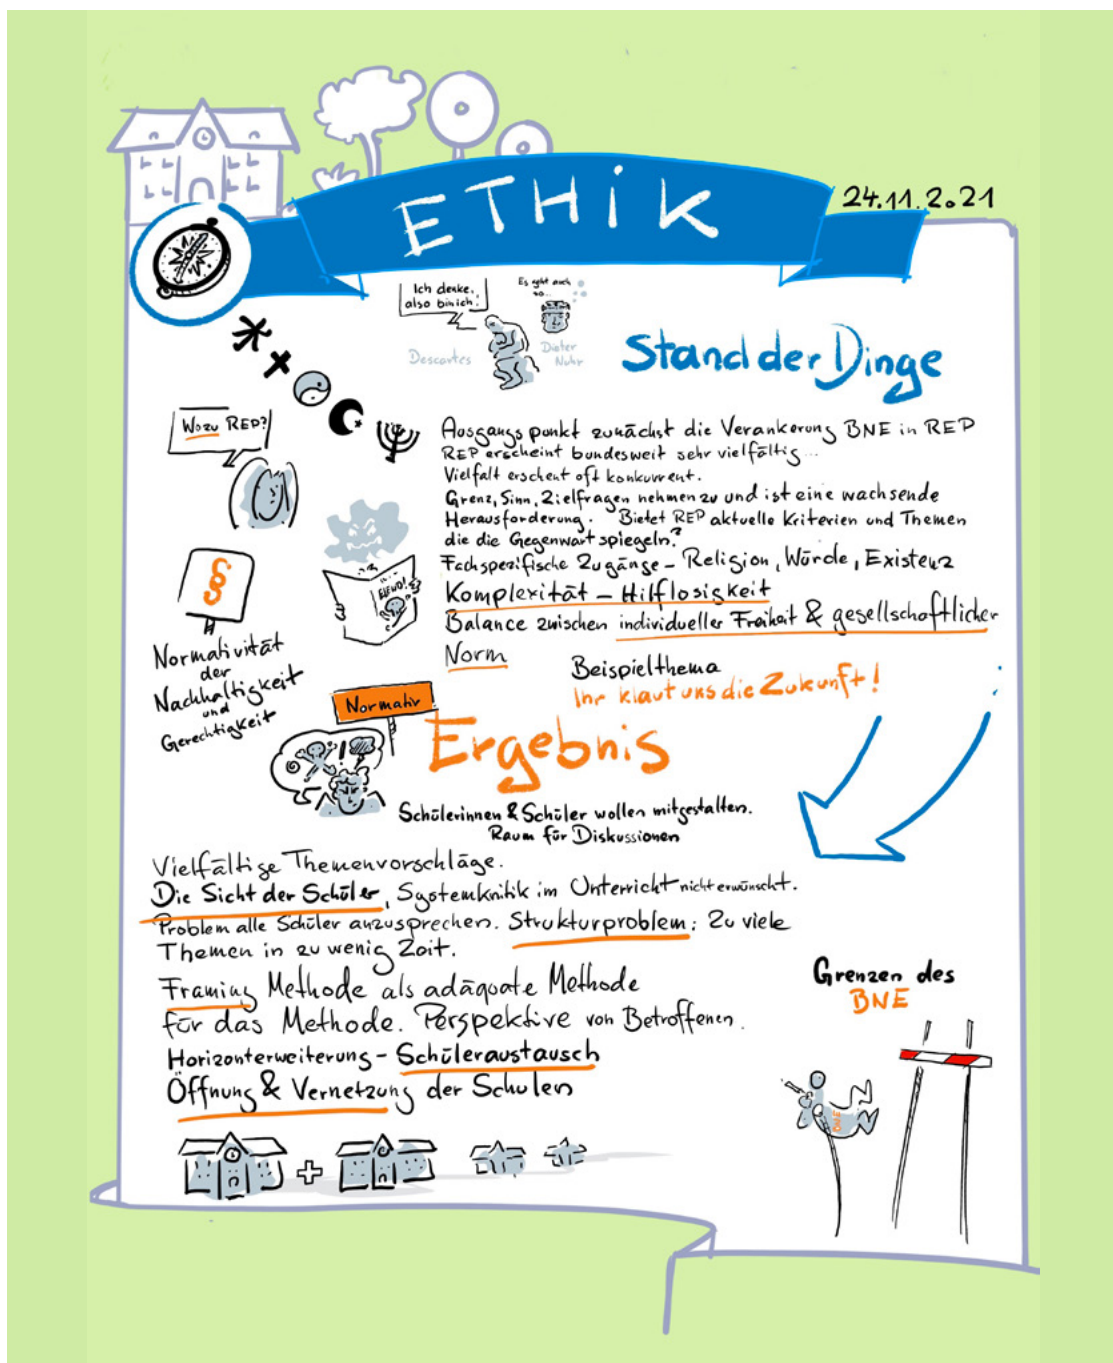 ETHiK
24.11.2021
Ich denke,
also bin ich!
Es geht auch
so...
Descartes
Dieter
Nuhr
Stand der Dinge
Wozu REP?
Ausgangspunkt zunächst die Verankerung BNE in REP
REP erscheint bundesweit sehr vielfältig...
Vielfalt erscheint oft konkurrent.
Grenz, Sinn, Zielfragen nehmen zu und ist eine wachsende
Herausforderung. Bietet REP aktuelle Kriterien und Themen
die die Gegenwart spiegeln?
Fachspezifische Zugänge – Religion, Würde, Existenz
Komplexität – Hilflosigkeit
Balance zwischen individueller Freiheit & gesellschaftlicher
Norm
§
ELEND!
Normativität
der
Nachhaltigkeit
und
Gerechtigkeit
Beispielthema
Ihr klaut uns die Zukunft!
Normativ
Ergebnis
Schülerinnen & Schüler wollen mitgestalten.
Raum für Diskussionen
Vielfältige Themenvorschläge.
Die Sicht der Schüler, Systemkritik im Unterricht nicht erwünscht.
Problem alle Schüler anzusprechen. Strukturproblem: Zu viele
Themen in zu wenig Zeit.
Framing Methode als adäquate Methode
für das Methode. Perspektive von Betroffenen.
Horizonterweiterung – Schüleraustausch
Öffnung & Vernetzung der Schulen
Grenzen des
BNE
BNE